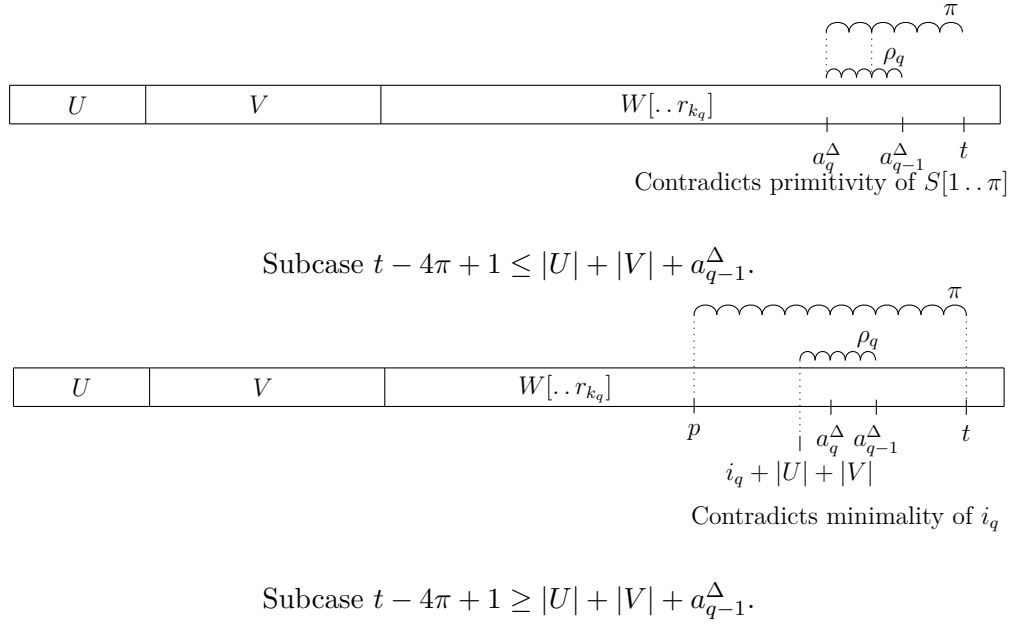 π
ρ_q
U V W[. . r_{k_q}]
a_q^Δ a_{q−1}^Δ t
Contradicts primitivity of S[1 . . π]
Subcase t − 4π + 1 ≤ |U| + |V| + a_{q−1}^Δ.
π
ρ_q
U V W[. . r_{k_q}]
p a_q^Δ a_{q−1}^Δ t
i_q + |U| + |V|
Contradicts minimality of i_q
Subcase t − 4π + 1 ≥ |U| + |V| + a_{q−1}^Δ.